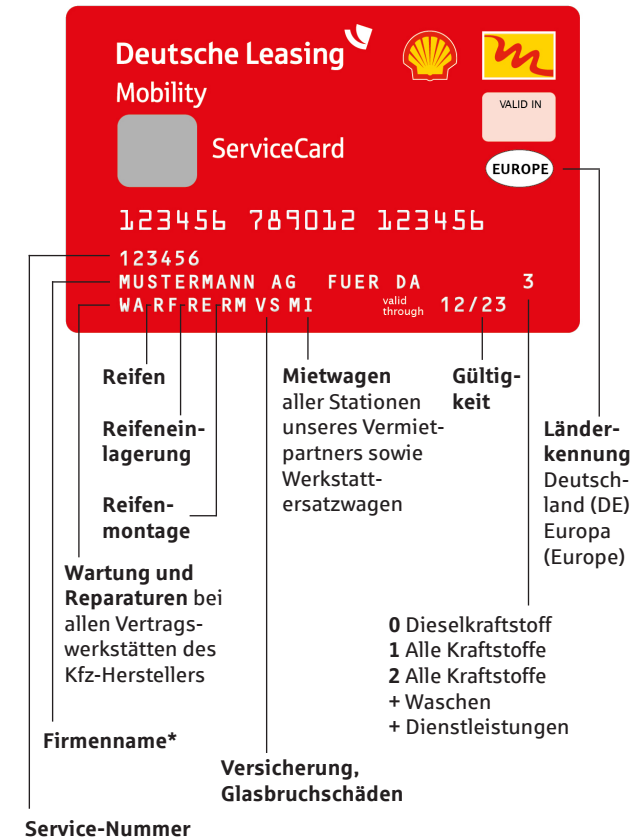 Deutsche Leasing
Mobility
VALID IN
ServiceCard
EUROPE
123456 789012 123456
123456
MUSTERMANN AG FUER DA 3
WA RF RE RM VS MI valid through 12/23
Reifen
Reifenein-
lagerung
Reifen-
montage
Wartung und
Reparaturen bei
allen Vertrags-
werkstätten des
Kfz-Herstellers
Firmenname*
Service-Nummer
Mietwagen
aller Stationen
unseres Vermiet-
partners sowie
Werkstatt-
ersatzwagen
Versicherung,
Glasbruchschäden
Gültig-
keit
0 Dieselkraftstoff
1 Alle Kraftstoffe
2 Alle Kraftstoffe
+ Waschen
+ Dienstleistungen
Länder-
kennung
Deutsch-
land (DE)
Europa
(Europe)